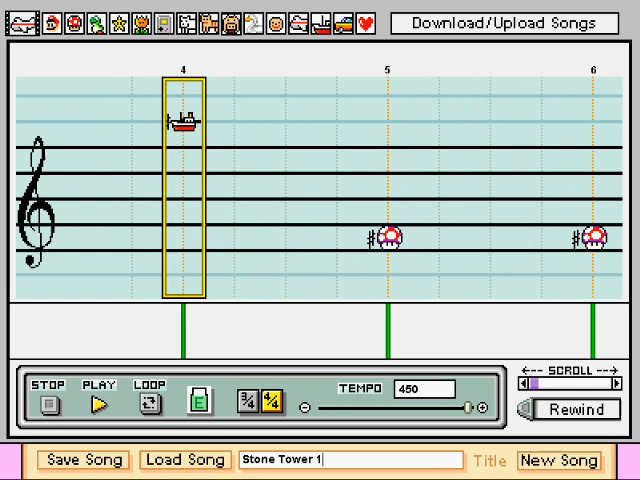 Download/Upload Songs
4 5 6
STOP PLAY LOOP
TEMPO 450
E
3/4 4/4
<-- SCROLL -->
Rewind
Save Song Load Song Stone Tower 1 Title New Song